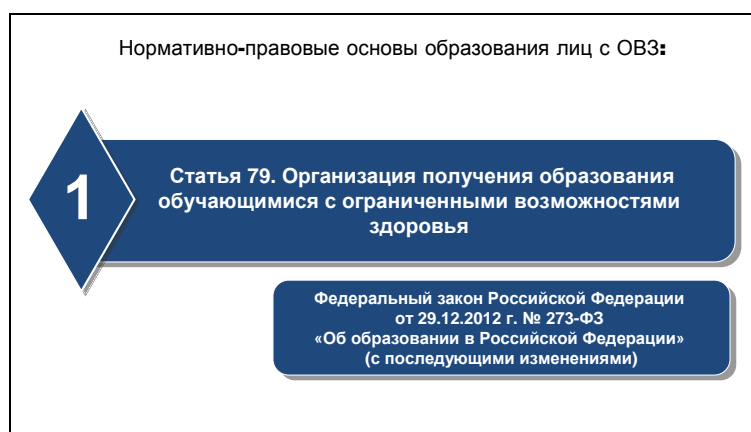 Нормативно-правовые основы образования лиц с ОВЗ:
1
Статья 79. Организация получения образования
обучающимися с ограниченными возможностями
здоровья
Федеральный закон Российской Федерации
от 29.12.2012 г. № 273-ФЗ
«Об образовании в Российской Федерации»
(с последующими изменениями)